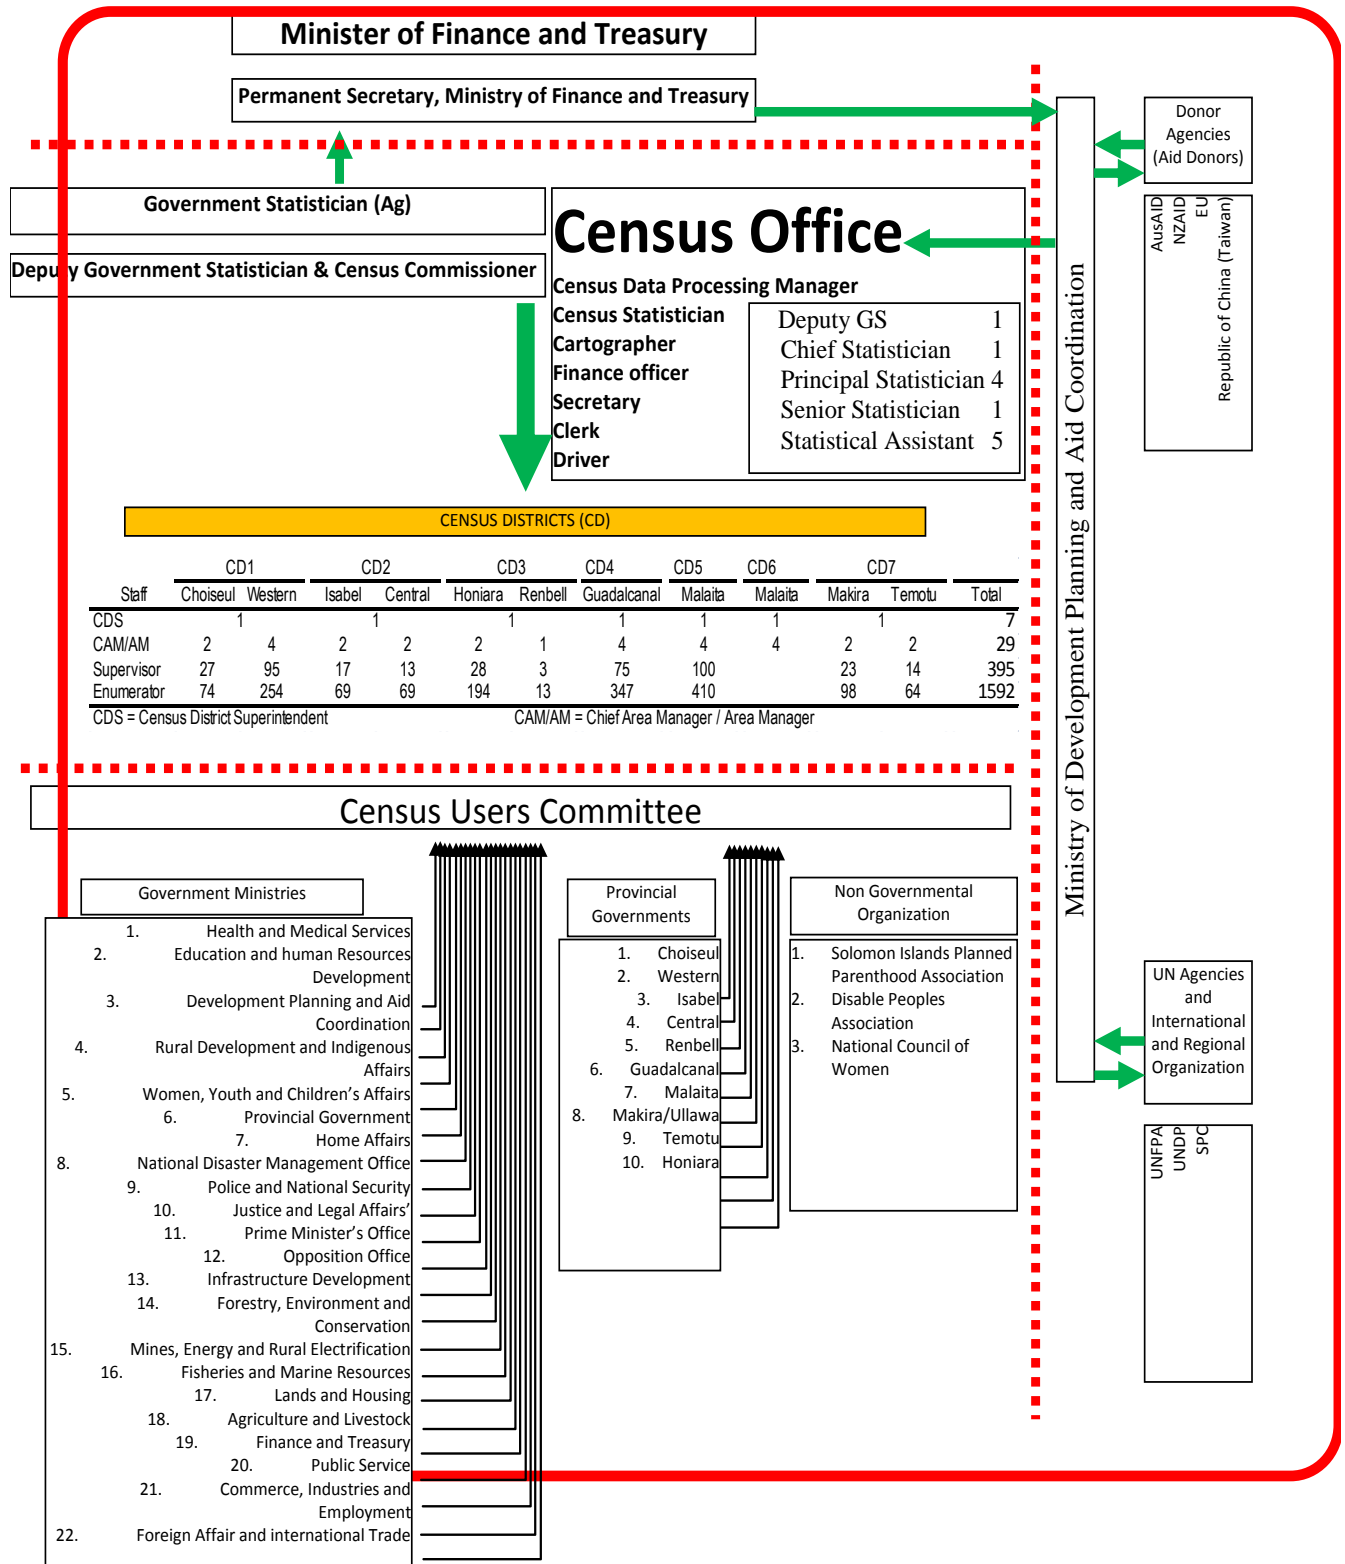 Minister of Finance and Treasury
Permanent Secretary, Ministry of Finance and Treasury
Government Statistician (Ag)
Deputy Government Statistician & Census Commissioner
Census Office
Census Data Processing Manager
Census Statistician
Cartographer
Finance officer
Secretary
Clerk
Driver
Deputy GS 1
Chief Statistician 1
Principal Statistician 4
Senior Statistician 1
Statistical Assistant 5
Ministry of Development Planning and Aid Coordination
Donor
Agencies
(Aid Donors)
AusAID
NZAID
EU
Republic of China (Taiwan)
CENSUS DISTRICTS (CD)
CD1 CD2 CD3 CD4 CD5 CD6 CD7
Staff Choiseul Western Isabel Central Honiara Renbell Guadalcanal Malaita Malaita Makira Temotu Total
CDS 1 1 1 1 1 1 1 7
CAM/AM 2 4 2 2 2 1 4 4 4 2 2 29
Supervisor 27 95 17 13 28 3 75 100 23 14 395
Enumerator 74 254 69 69 194 13 347 410 98 64 1592
CDS = Census District Superintendent CAM/AM = Chief Area Manager / Area Manager
Census Users Committee
Government Ministries
1. Health and Medical Services
2. Education and human Resources
Development
3. Development Planning and Aid
Coordination
4. Rural Development and Indigenous
Affairs
5. Women, Youth and Children's Affairs
6. Provincial Government
7. Home Affairs
8. National Disaster Management Office
9. Police and National Security
10. Justice and Legal Affairs'
11. Prime Minister's Office
12. Opposition Office
13. Infrastructure Development
14. Forestry, Environment and
Conservation
15. Mines, Energy and Rural Electrification
16. Fisheries and Marine Resources
17. Lands and Housing
18. Agriculture and Livestock
19. Finance and Treasury
20. Public Service
21. Commerce, Industries and
Employment
22. Foreign Affair and international Trade
Provincial
Governments
1. Choiseul
2. Western
3. Isabel
4. Central
5. Renbell
6. Guadalcanal
7. Malaita
8. Makira/Ullawa
9. Temotu
10. Honiara
Non Governmental
Organization
1. Solomon Islands Planned
Parenthood Association
2. Disable Peoples
Association
3. National Council of
Women
UN Agencies
and
International
and Regional
Organization
UNFPA
UNDP
SPC